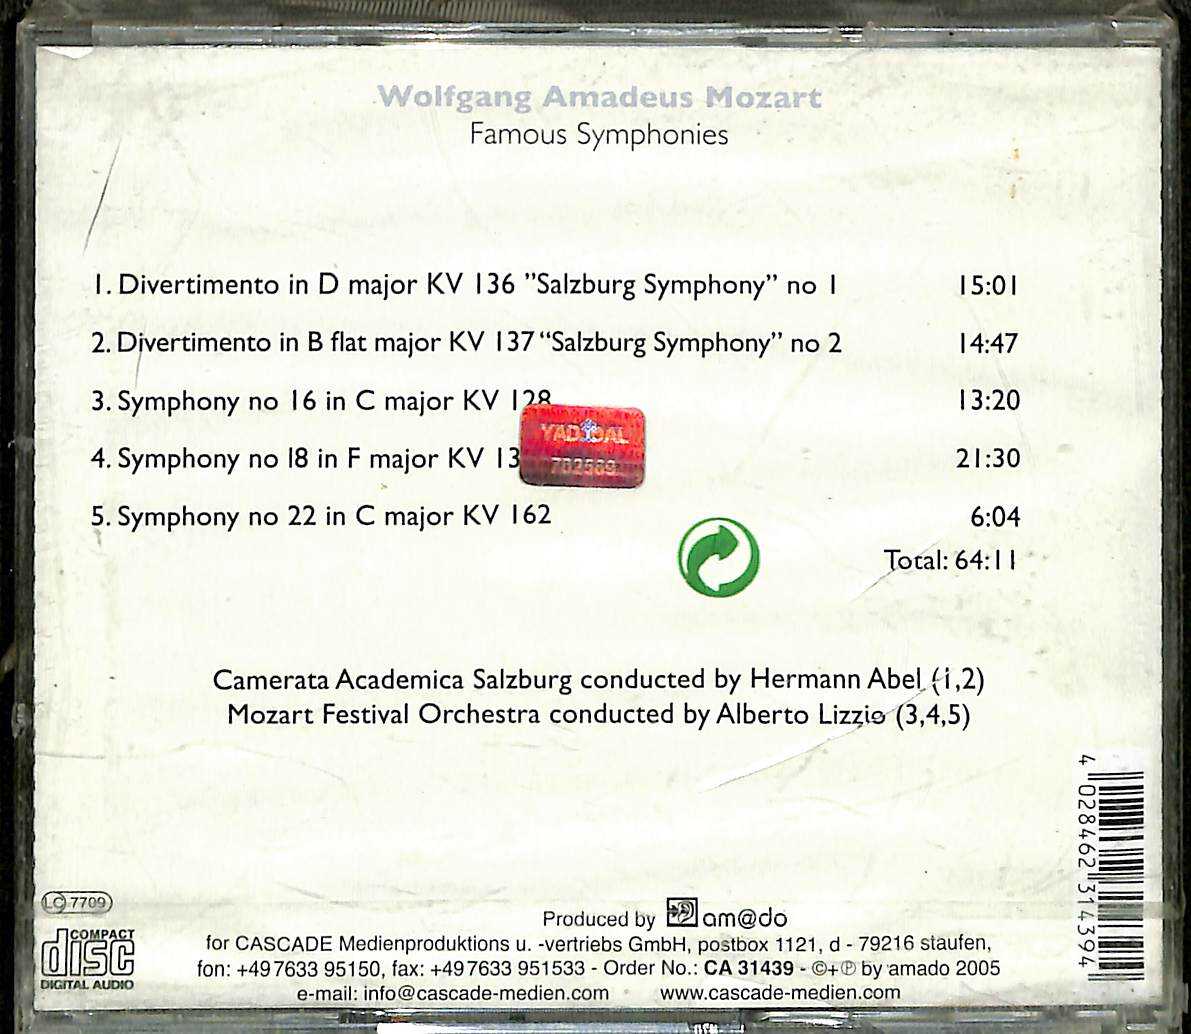 Wolfgang Amadeus Mozart
Famous Symphonies
1. Divertimento in D major KV 136 "Salzburg Symphony" no 1 15:01
2. Divertimento in B flat major KV 137 "Salzburg Symphony" no 2 14:47
3. Symphony no 16 in C major KV 128 13:20
4. Symphony no 18 in F major KV 13 21:30
5. Symphony no 22 in C major KV 162 6:04
Total: 64:11
Camerata Academica Salzburg conducted by Hermann Abel (1,2)
Mozart Festival Orchestra conducted by Alberto Lizzio (3,4,5)
4 028462 314394
LC 7709
COMPACT
disc
DIGITAL AUDIO
Produced by am@do
for CASCADE Medienproduktions u. -vertriebs GmbH, postbox 1121, d - 79216 staufen,
fon: +497633 95150, fax: +497633 951533 - Order No.: CA 31439 - ©+℗ by amado 2005
e-mail: info@cascade-medien.com www.cascade-medien.com